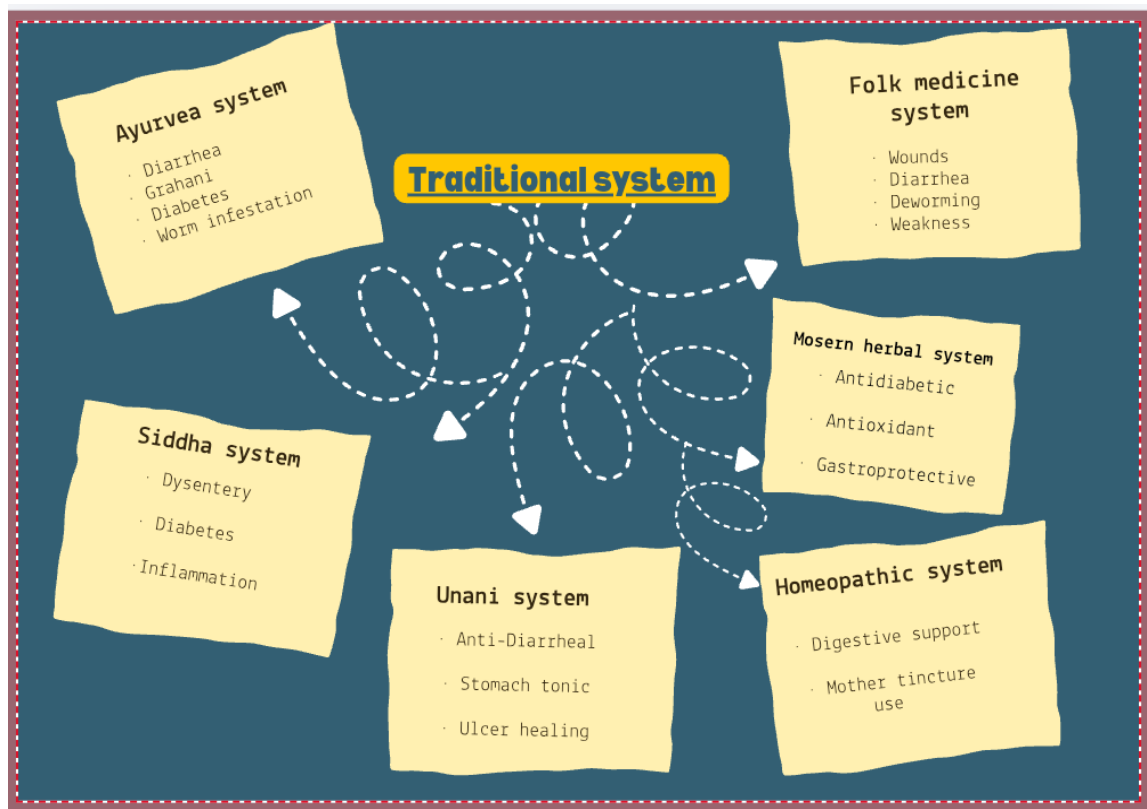 Traditional system
Ayurvea system
· Diarrhea
· Grahani
· Diabetes
· Worm infestation
Folk medicine
system
· Wounds
· Diarrhea
· Deworming
· Weakness
Mosern herbal system
· Antidiabetic
· Antioxidant
· Gastroprotective
Siddha system
· Dysentery
· Diabetes
·Inflammation
Unani system
· Anti-Diarrheal
· Stomach tonic
· Ulcer healing
Homeopathic system
· Digestive support
· Mother tincture
use